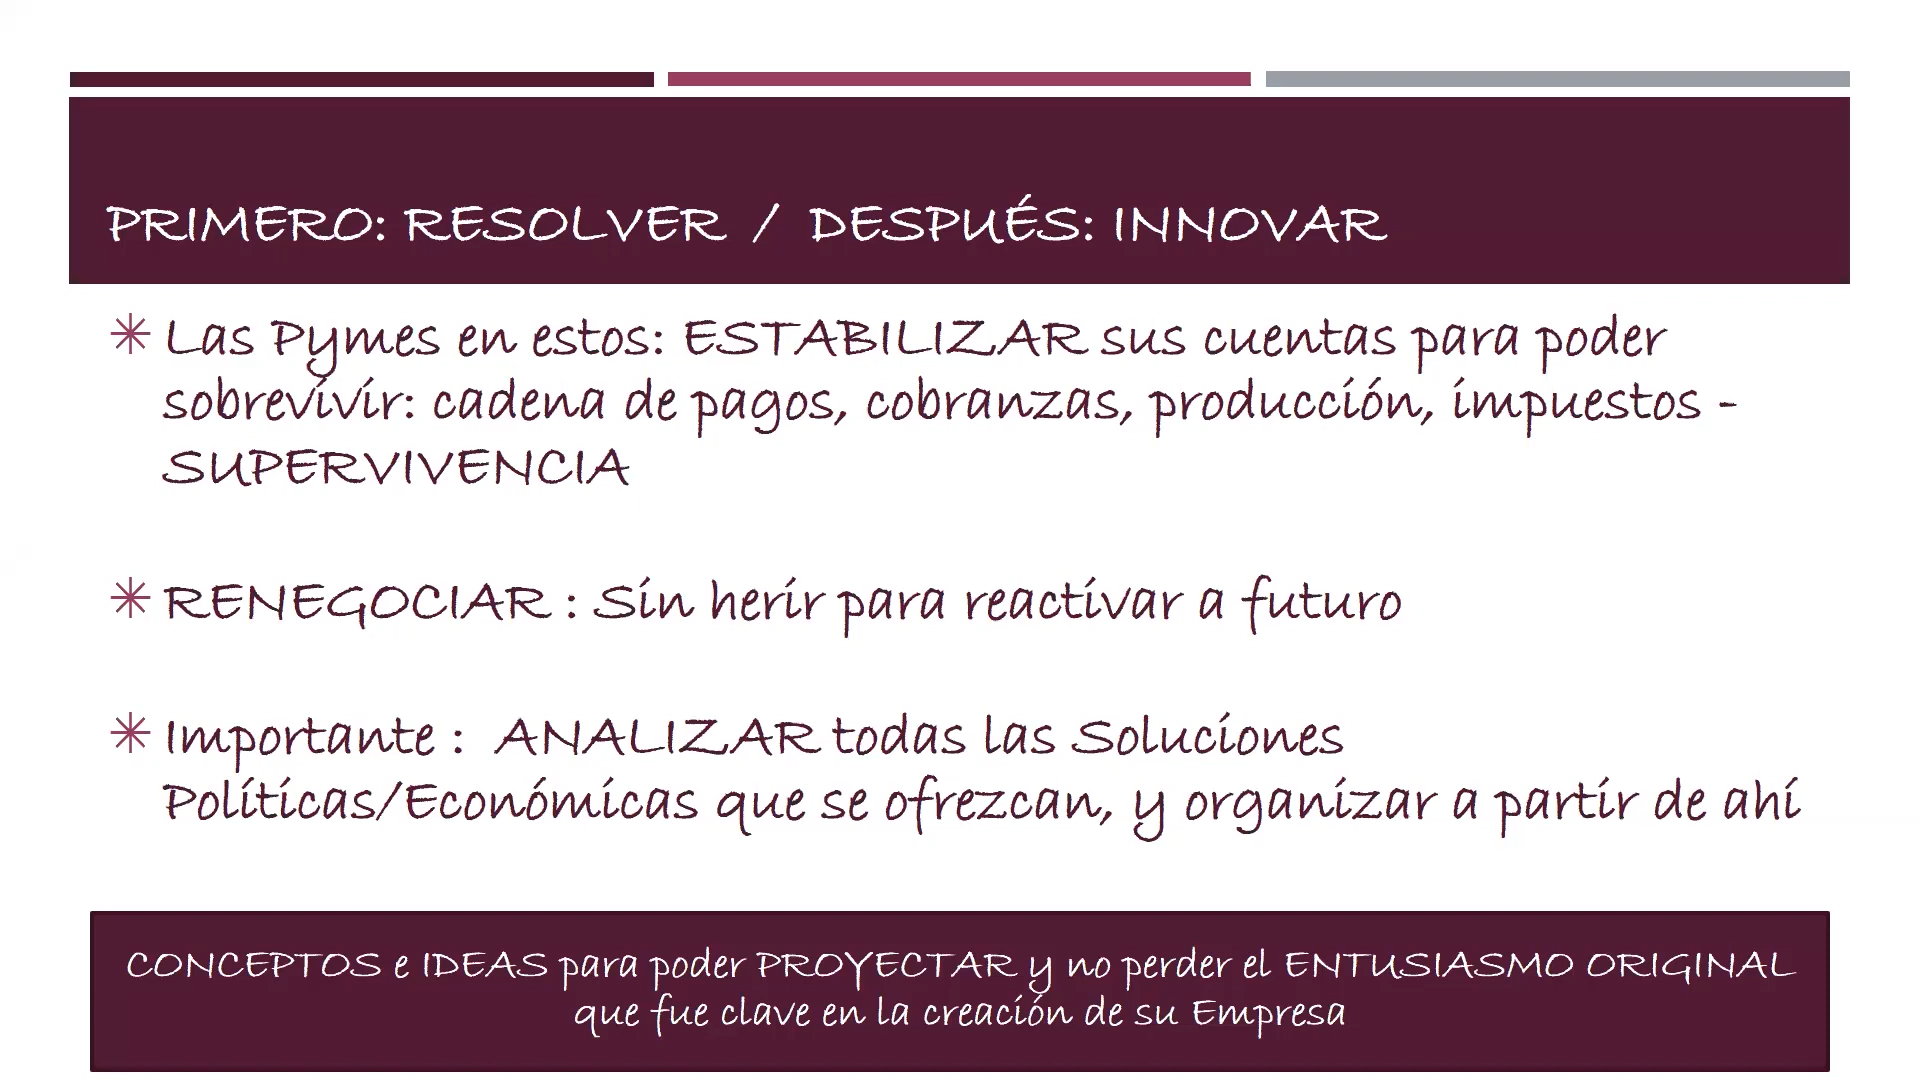 PRIMERO: RESOLVER / DESPUÉS: INNOVAR
Las Pymes en estos: ESTABILIZAR sus cuentas para poder
sobrevivir: cadena de pagos, cobranzas, producción, impuestos -
SUPERVIVENCIA
RENEGOCIAR : Sin herir para reactivar a futuro
Importante : ANALIZAR todas las Soluciones
Políticas/Económicas que se ofrezcan, y organizar a partir de ahí
CONCEPTOS e IDEAS para poder PROYECTAR y no perder el ENTUSIASMO ORIGINAL
que fue clave en la creación de su Empresa